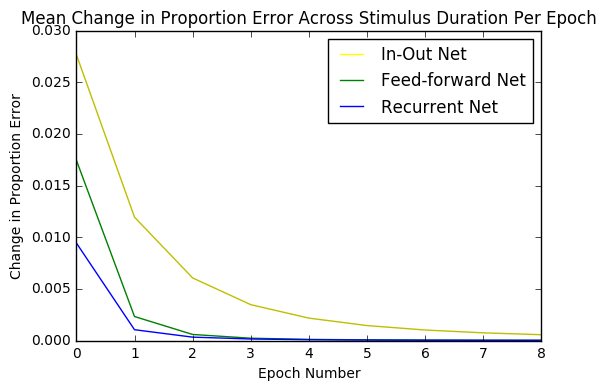 Mean Change in Proportion Error Across Stimulus Duration Per Epoch
0.030
0.025
0.020
0.015
0.010
0.005
0.000
Change in Proportion Error
In-Out Net
Feed-forward Net
Recurrent Net
0 1 2 3 4 5 6 7 8
Epoch Number